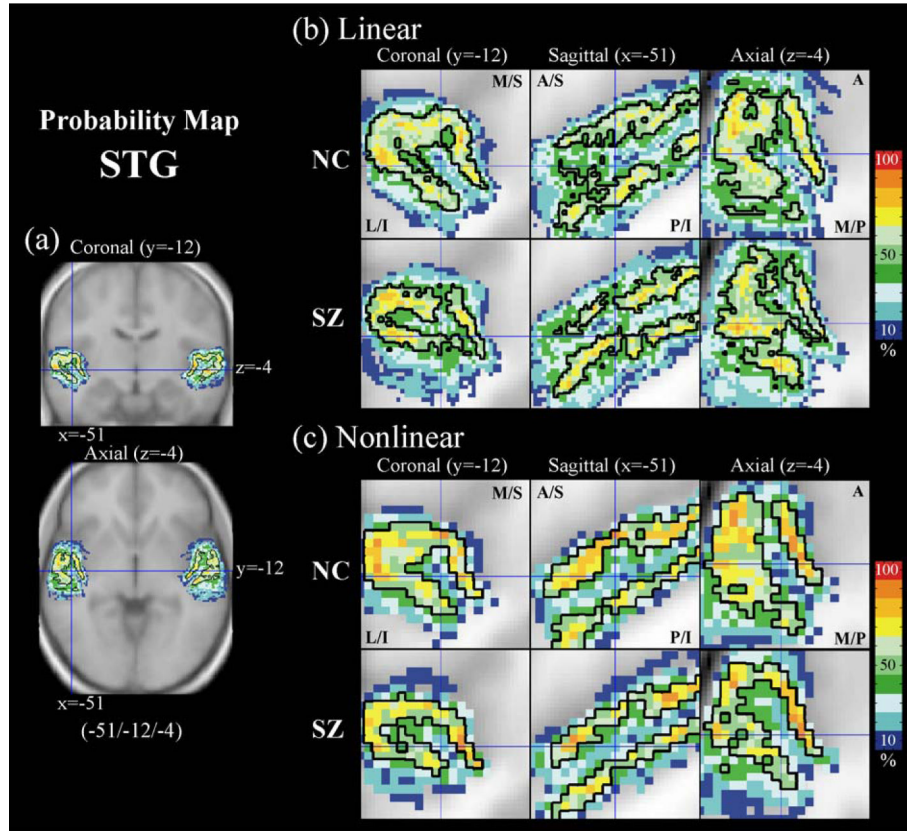 Probability Map
STG
(a)
Coronal (y=-12)
z=-4
x=-51
Axial (z=-4)
y=-12
x=-51
(-51/-12/-4)
(b) Linear
Coronal (y=-12) Sagittal (x=-51) Axial (z=-4)
NC
M/S A/S A
L/I P/I M/P
SZ
100
50
10
%
(c) Nonlinear
Coronal (y=-12) Sagittal (x=-51) Axial (z=-4)
NC
M/S A/S A
L/I P/I M/P
SZ
100
50
10
%